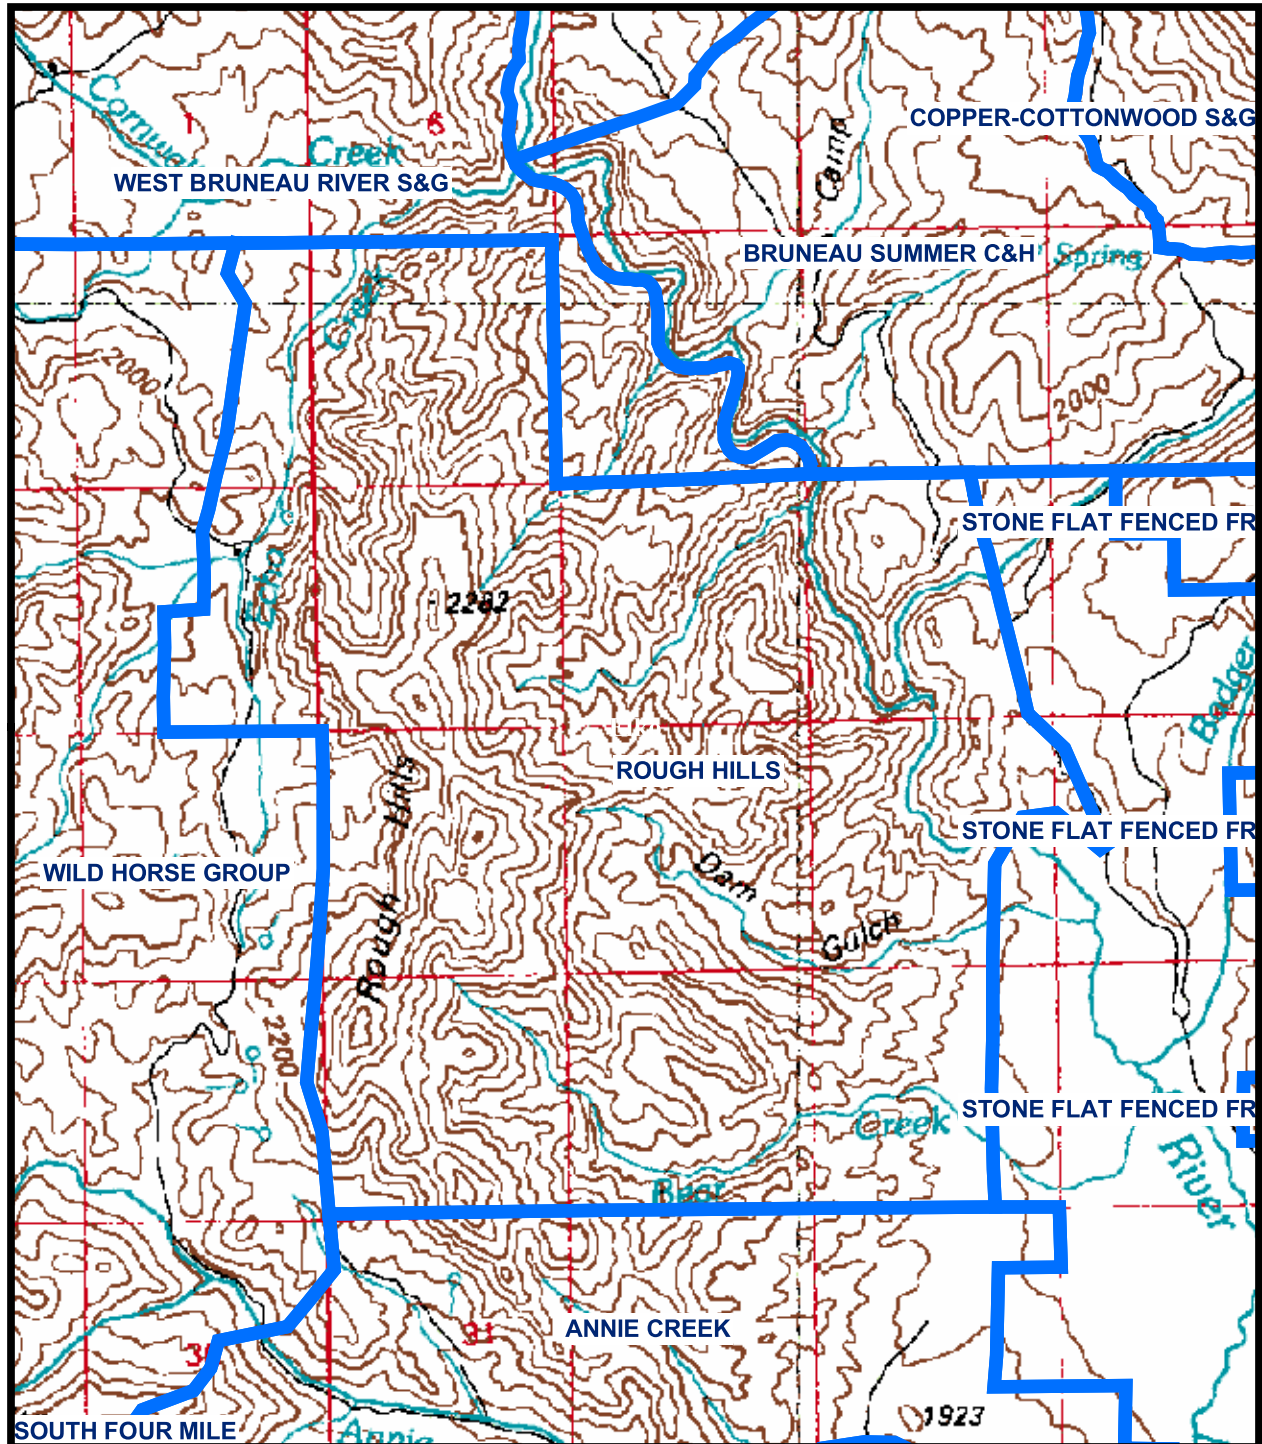 1
6
Creek
COPPER-COTTONWOOD S&G
Camp
WEST BRUNEAU RIVER S&G
BRUNEAU SUMMER C&H
Spring
Creek
2000
2000
STONE FLAT FENCED FR
Echo
2282
Badger
ROUGH HILLS
Rough Hills
STONE FLAT FENCED FR
Dam
WILD HORSE GROUP
Gulch
2200
STONE FLAT FENCED FR
Creek
River
Bear
31
ANNIE CREEK
1923
SOUTH FOUR MILE
Annie